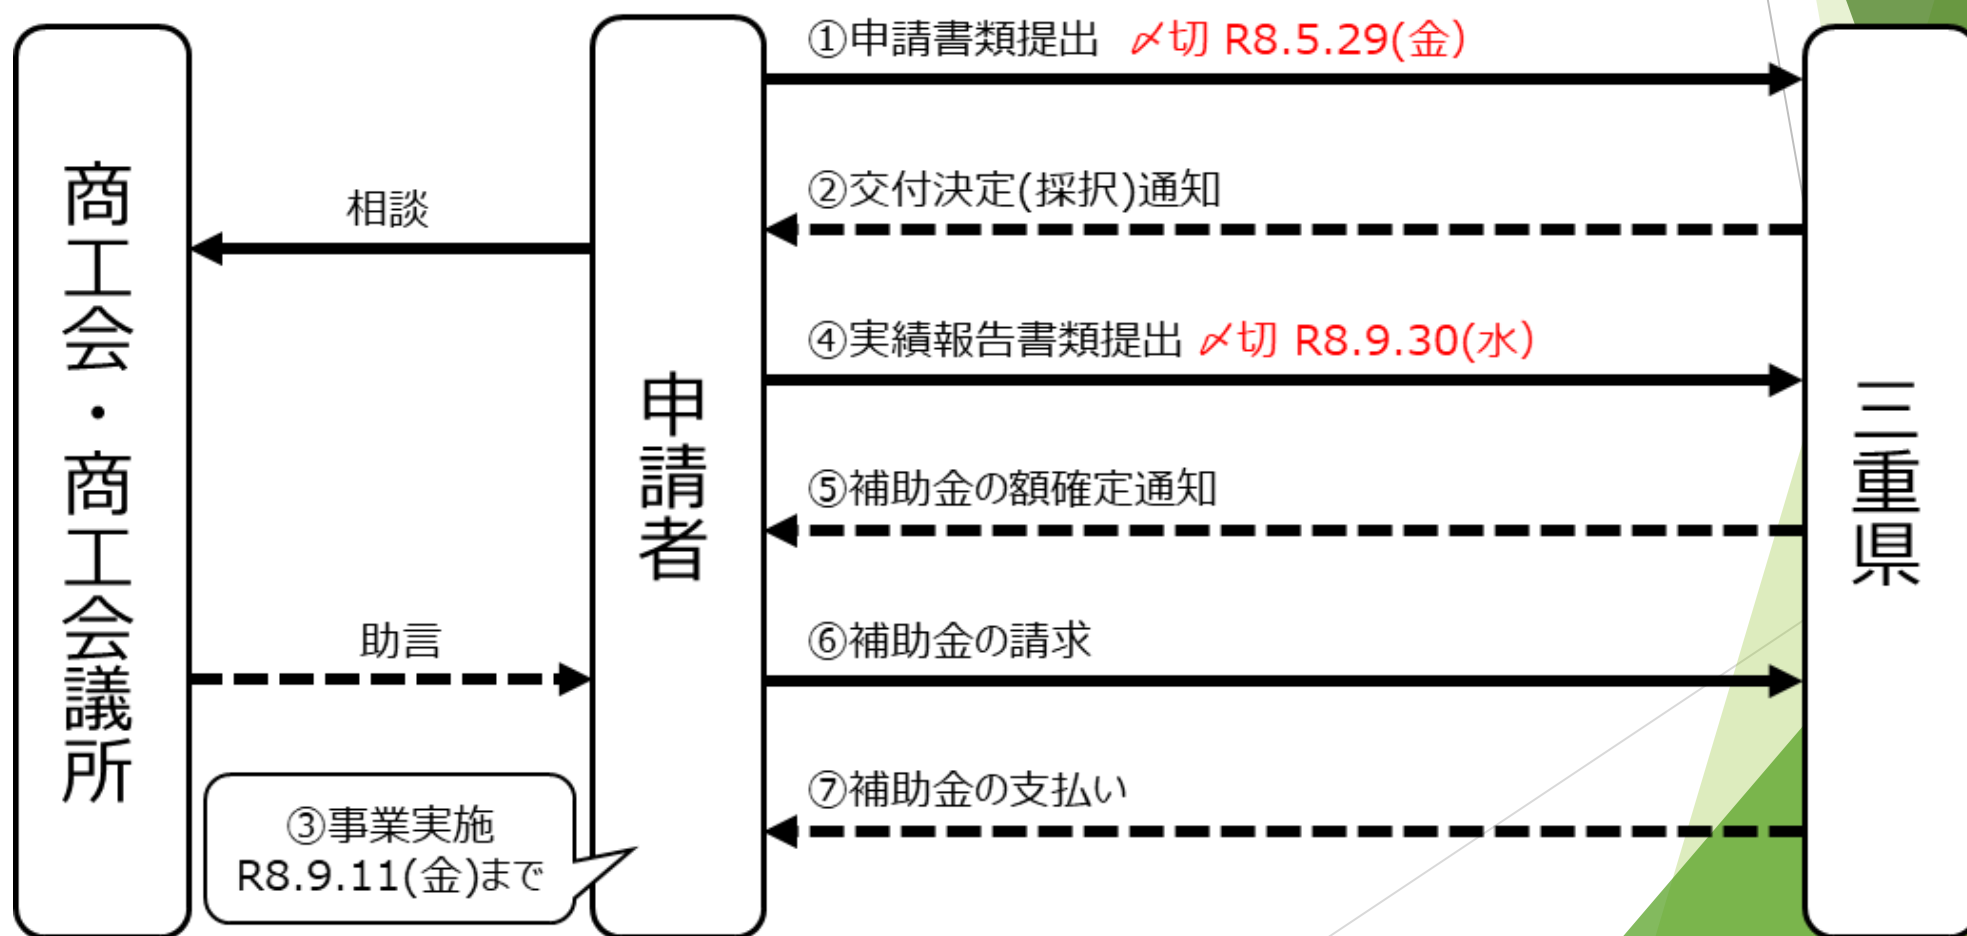 商工会・商工会議所
相談
助言
③事業実施
R8.9.11(金)まで
申請者
①申請書類提出 〆切 R8.5.29(金)
②交付決定(採択)通知
④実績報告書類提出 〆切 R8.9.30(水)
⑤補助金の額確定通知
⑥補助金の請求
⑦補助金の支払い
三重県